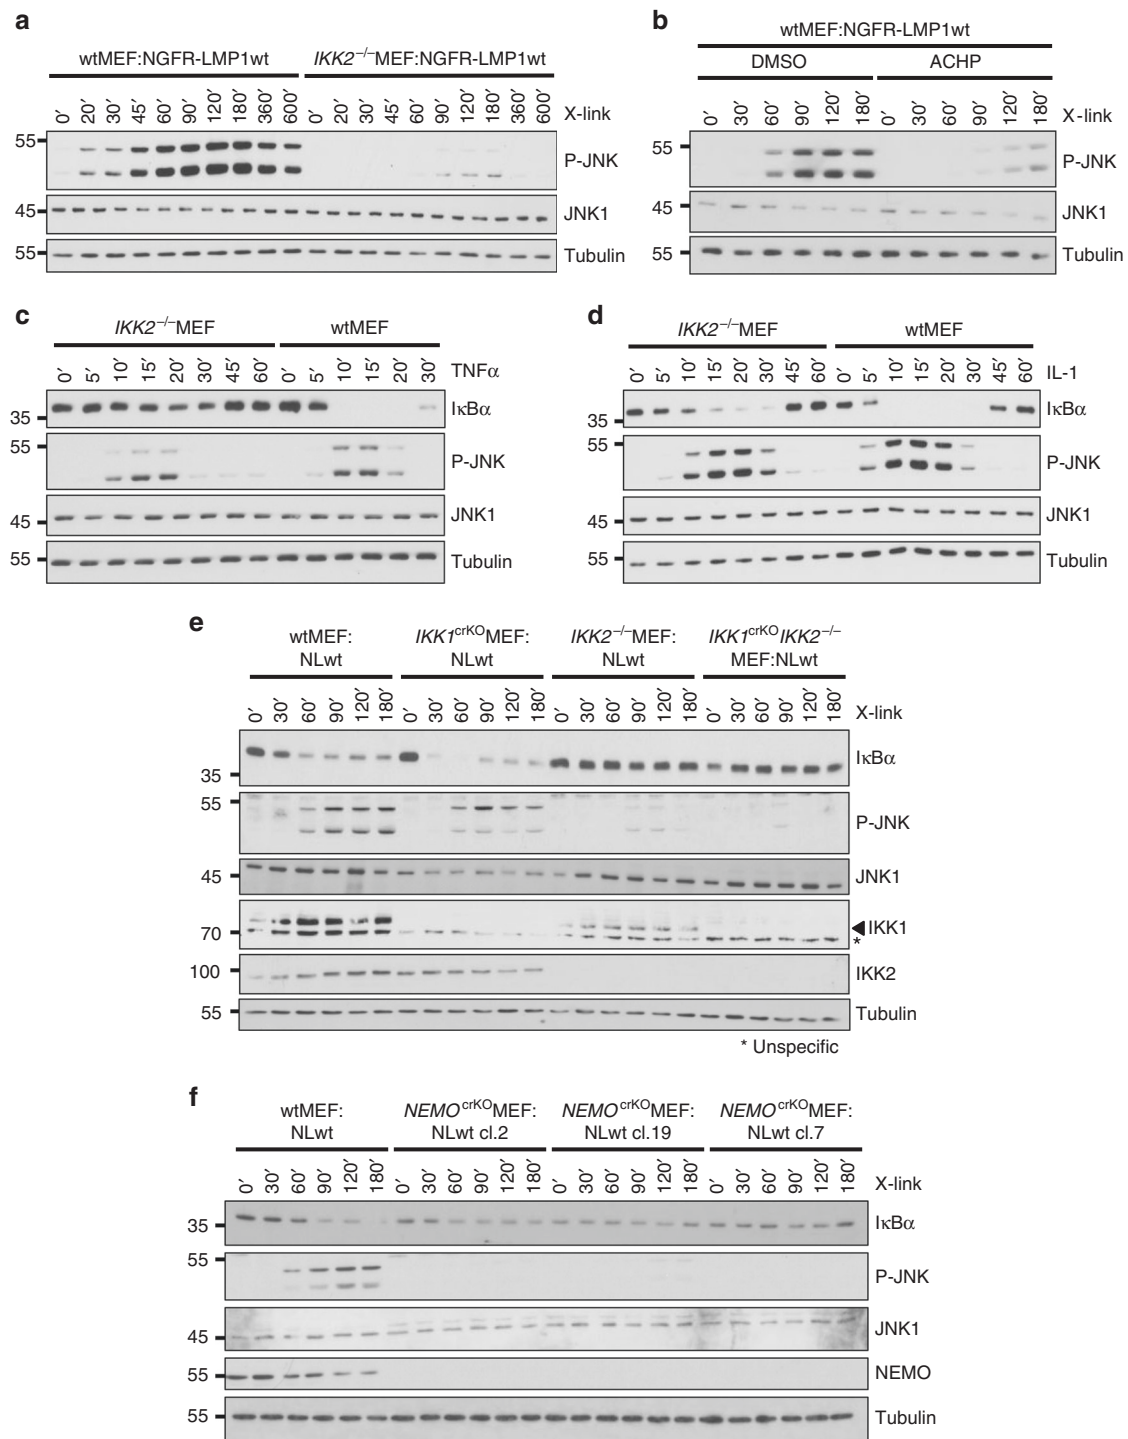 a
wtMEF:NGFR-LMP1wt IKK2–/–MEF:NGFR-LMP1wt
0′ 20′ 30′ 45′ 60′ 90′ 120′ 180′ 360′ 600′ 0′ 20′ 30′ 45′ 60′ 90′ 120′ 180′ 360′ 600′ X-link
55 P-JNK
45 JNK1
55 Tubulin
b
wtMEF:NGFR-LMP1wt
DMSO ACHP
0′ 30′ 60′ 90′ 120′ 180′ 0′ 30′ 60′ 90′ 120′ 180′ X-link
55 P-JNK
45 JNK1
55 Tubulin
c
IKK2–/–MEF wtMEF
0′ 5′ 10′ 15′ 20′ 30′ 45′ 60′ 0′ 5′ 10′ 15′ 20′ 30′ TNFα
35 IκBα
55 P-JNK
45 JNK1
55 Tubulin
d
IKK2–/–MEF wtMEF
0′ 5′ 10′ 15′ 20′ 30′ 45′ 60′ 0′ 5′ 10′ 15′ 20′ 30′ 45′ 60′ IL-1
35 IκBα
55 P-JNK
45 JNK1
55 Tubulin
e
wtMEF: IKK1crKOMEF: IKK2–/–MEF: IKK1crKOIKK2–/–
NLwt NLwt NLwt MEF:NLwt
0′ 30′ 60′ 90′ 120′ 180′ 0′ 30′ 60′ 90′ 120′ 180′ 0′ 30′ 60′ 90′ 120′ 180′ 0′ 30′ 60′ 90′ 120′ 180′ X-link
35 IκBα
55 P-JNK
45 JNK1
70 IKK1
*
100 IKK2
55 Tubulin
* Unspecific
f
wtMEF: NEMOcrKOMEF: NEMOcrKOMEF: NEMOcrKOMEF:
NLwt NLwt cl.2 NLwt cl.19 NLwt cl.7
0′ 30′ 60′ 90′ 120′ 180′ 0′ 30′ 60′ 90′ 120′ 180′ 0′ 30′ 60′ 90′ 120′ 180′ 0′ 30′ 60′ 90′ 120′ 180′ X-link
35 IκBα
55 P-JNK
45 JNK1
55 NEMO
55 Tubulin